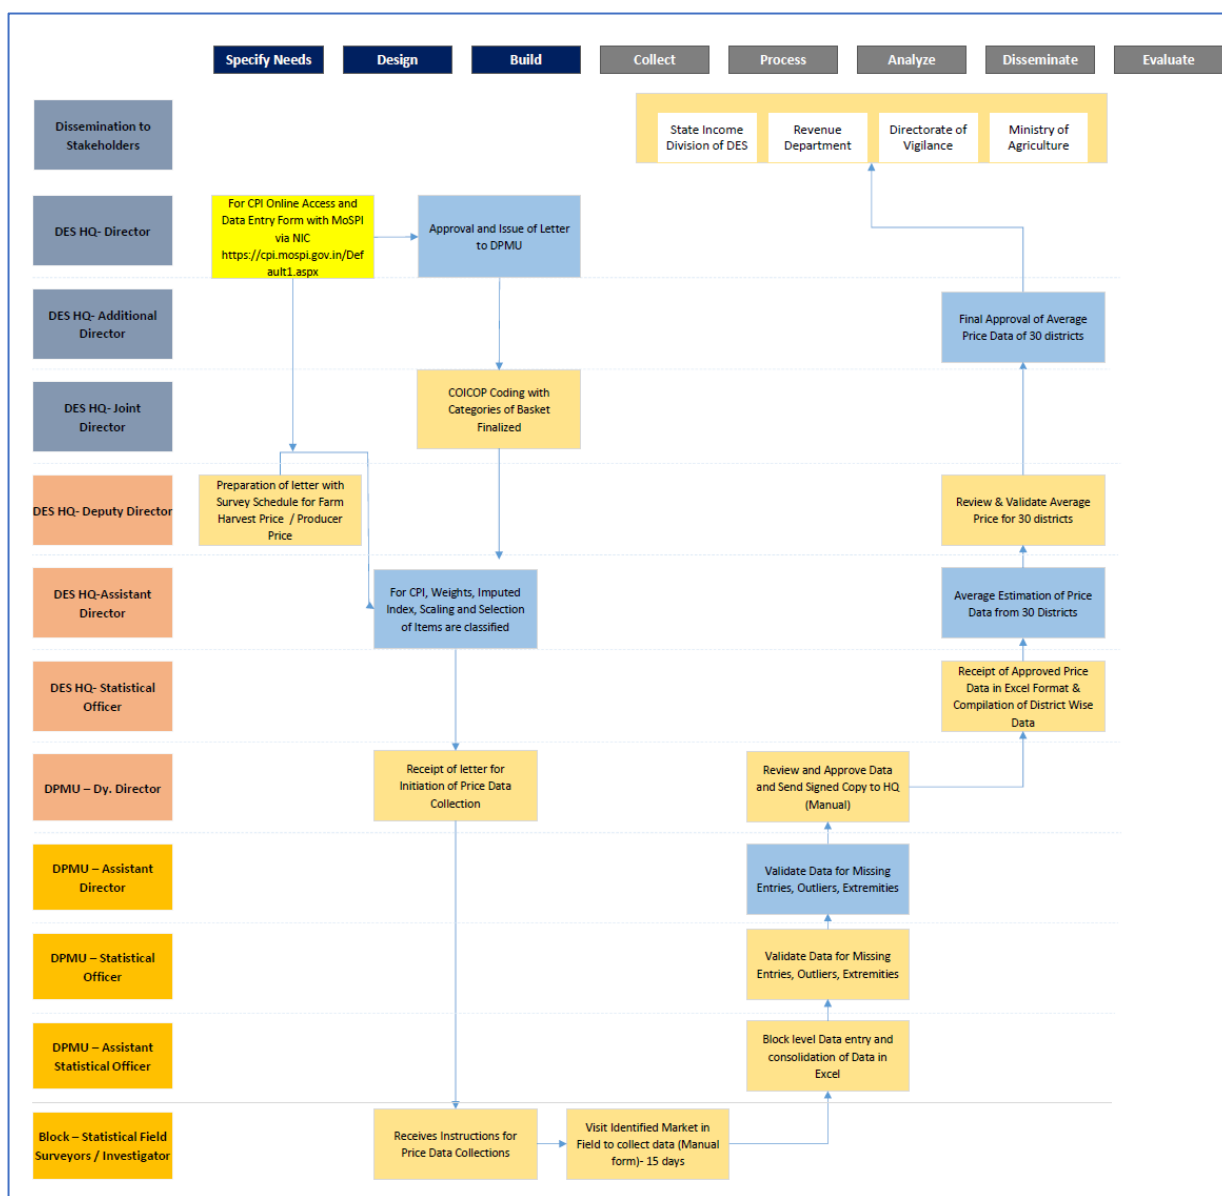 Specify Needs
Design
Build
Collect
Process
Analyze
Disseminate
Evaluate
Dissemination to
Stakeholders
State Income
Division of DES
Revenue
Department
Directorate of
Vigilance
Ministry of
Agriculture
DES HQ- Director
For CPI Online Access and
Data Entry Form with MoSPI
via NIC
https://cpi.mospi.gov.in/Def
ault1.aspx
Approval and Issue of Letter
to DPMU
DES HQ- Additional
Director
Final Approval of Average
Price Data of 30 districts
DES HQ- Joint
Director
COICOP Coding with
Categories of Basket
Finalized
DES HQ- Deputy Director
Preparation of letter with
Survey Schedule for Farm
Harvest Price / Producer
Price
Review & Validate Average
Price for 30 districts
DES HQ-Assistant
Director
For CPI, Weights, Imputed
Index, Scaling and Selection
of Items are classified
Average Estimation of Price
Data from 30 Districts
DES HQ- Statistical
Officer
Receipt of Approved Price
Data in Excel Format &
Compilation of District Wise
Data
DPMU – Dy. Director
Receipt of letter for
Initiation of Price Data
Collection
Review and Approve Data
and Send Signed Copy to HQ
(Manual)
DPMU – Assistant
Director
Validate Data for Missing
Entries, Outliers, Extremities
DPMU – Statistical
Officer
Validate Data for Missing
Entries, Outliers, Extremities
DPMU – Assistant
Statistical Officer
Block level Data entry and
consolidation of Data in
Excel
Block – Statistical Field
Surveyors / Investigator
Receives Instructions for
Price Data Collections
Visit Identified Market in
Field to collect data (Manual
form)- 15 days